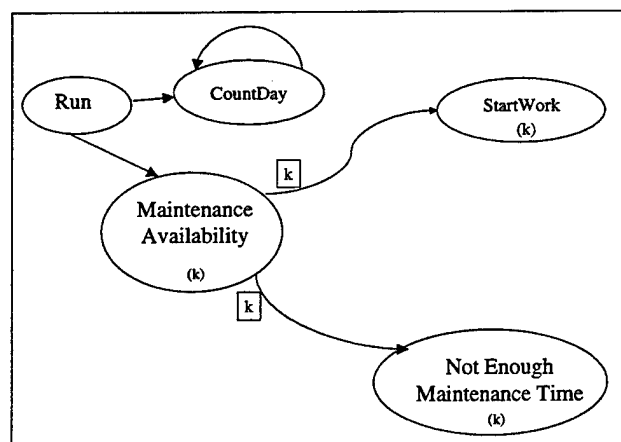 Run
CountDay
StartWork
(k)
k
Maintenance
Availability
(k)
k
Not Enough
Maintenance Time
(k)